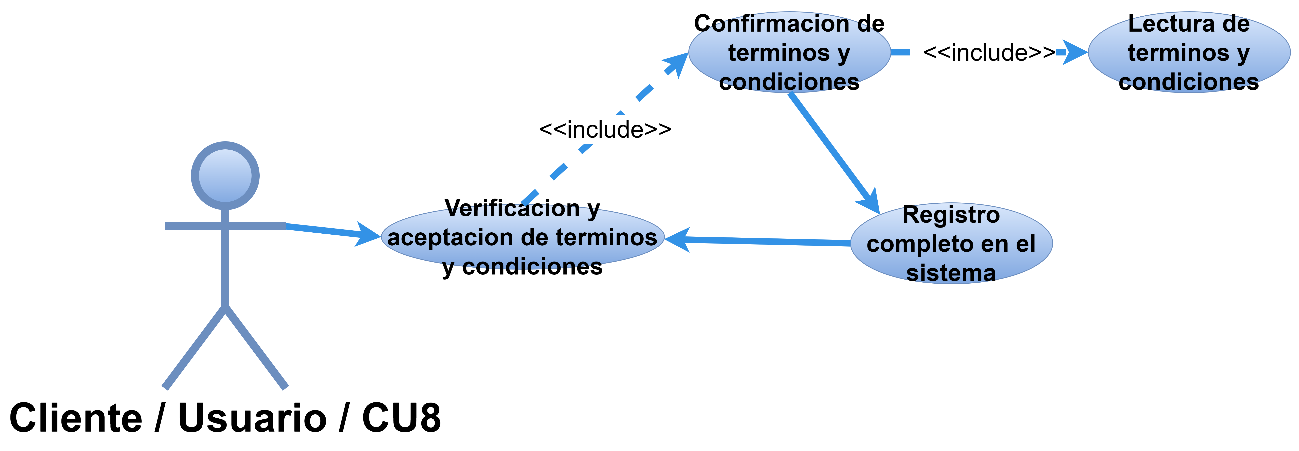 Confirmacion de
terminos y
condiciones
<<include>>
Lectura de
terminos y
condiciones
<<include>>
Verificacion y
aceptacion de terminos
y condiciones
Registro
completo en el
sistema
Cliente / Usuario / CU8